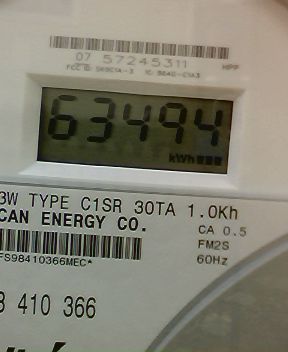 07 57245311
HPP
63494
kWh
3W TYPE C1SR 30TA 1.0Kh
CAN ENERGY CO.
CA 0.5
FM2S
FS98410366MEC*
60Hz
3 410 366